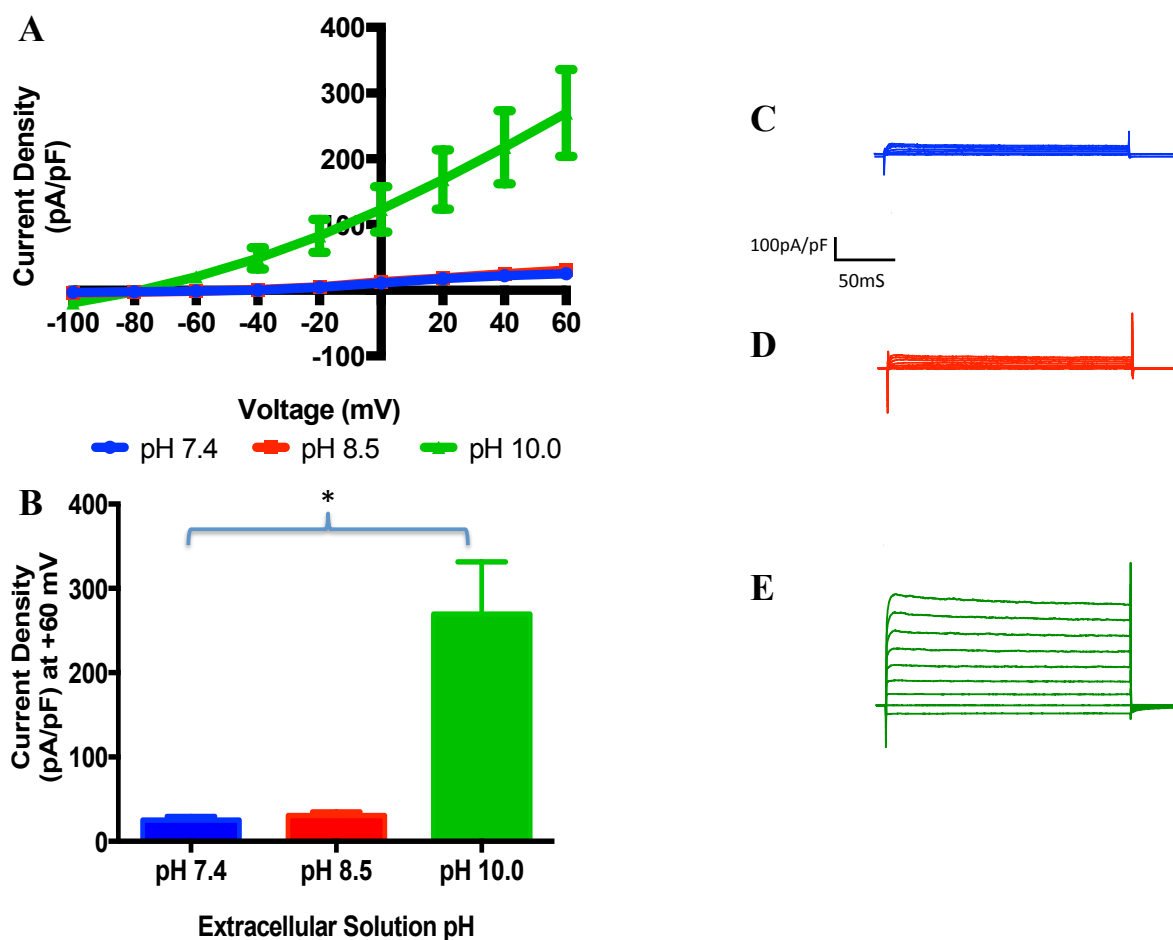 A
Current Density
(pA/pF)
400
300
200
100
-100
-100 -80 -60 -40 -20 20 40 60
Voltage (mV)
pH 7.4 pH 8.5 pH 10.0
B
*
Current Density
(pA/pF) at +60 mV
400
300
200
100
0
pH 7.4 pH 8.5 pH 10.0
Extracellular Solution pH
C
100pA/pF
50mS
D
E